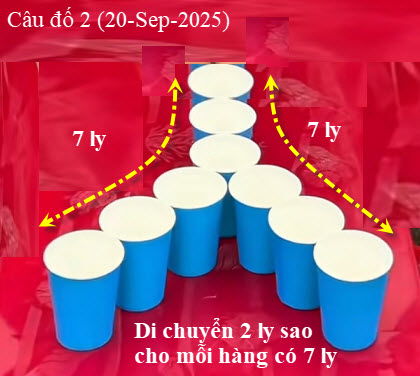 Câu đố 2 (20-Sep-2025)
7 ly
7 ly
Di chuyển 2 ly sao
cho mỗi hàng có 7 ly